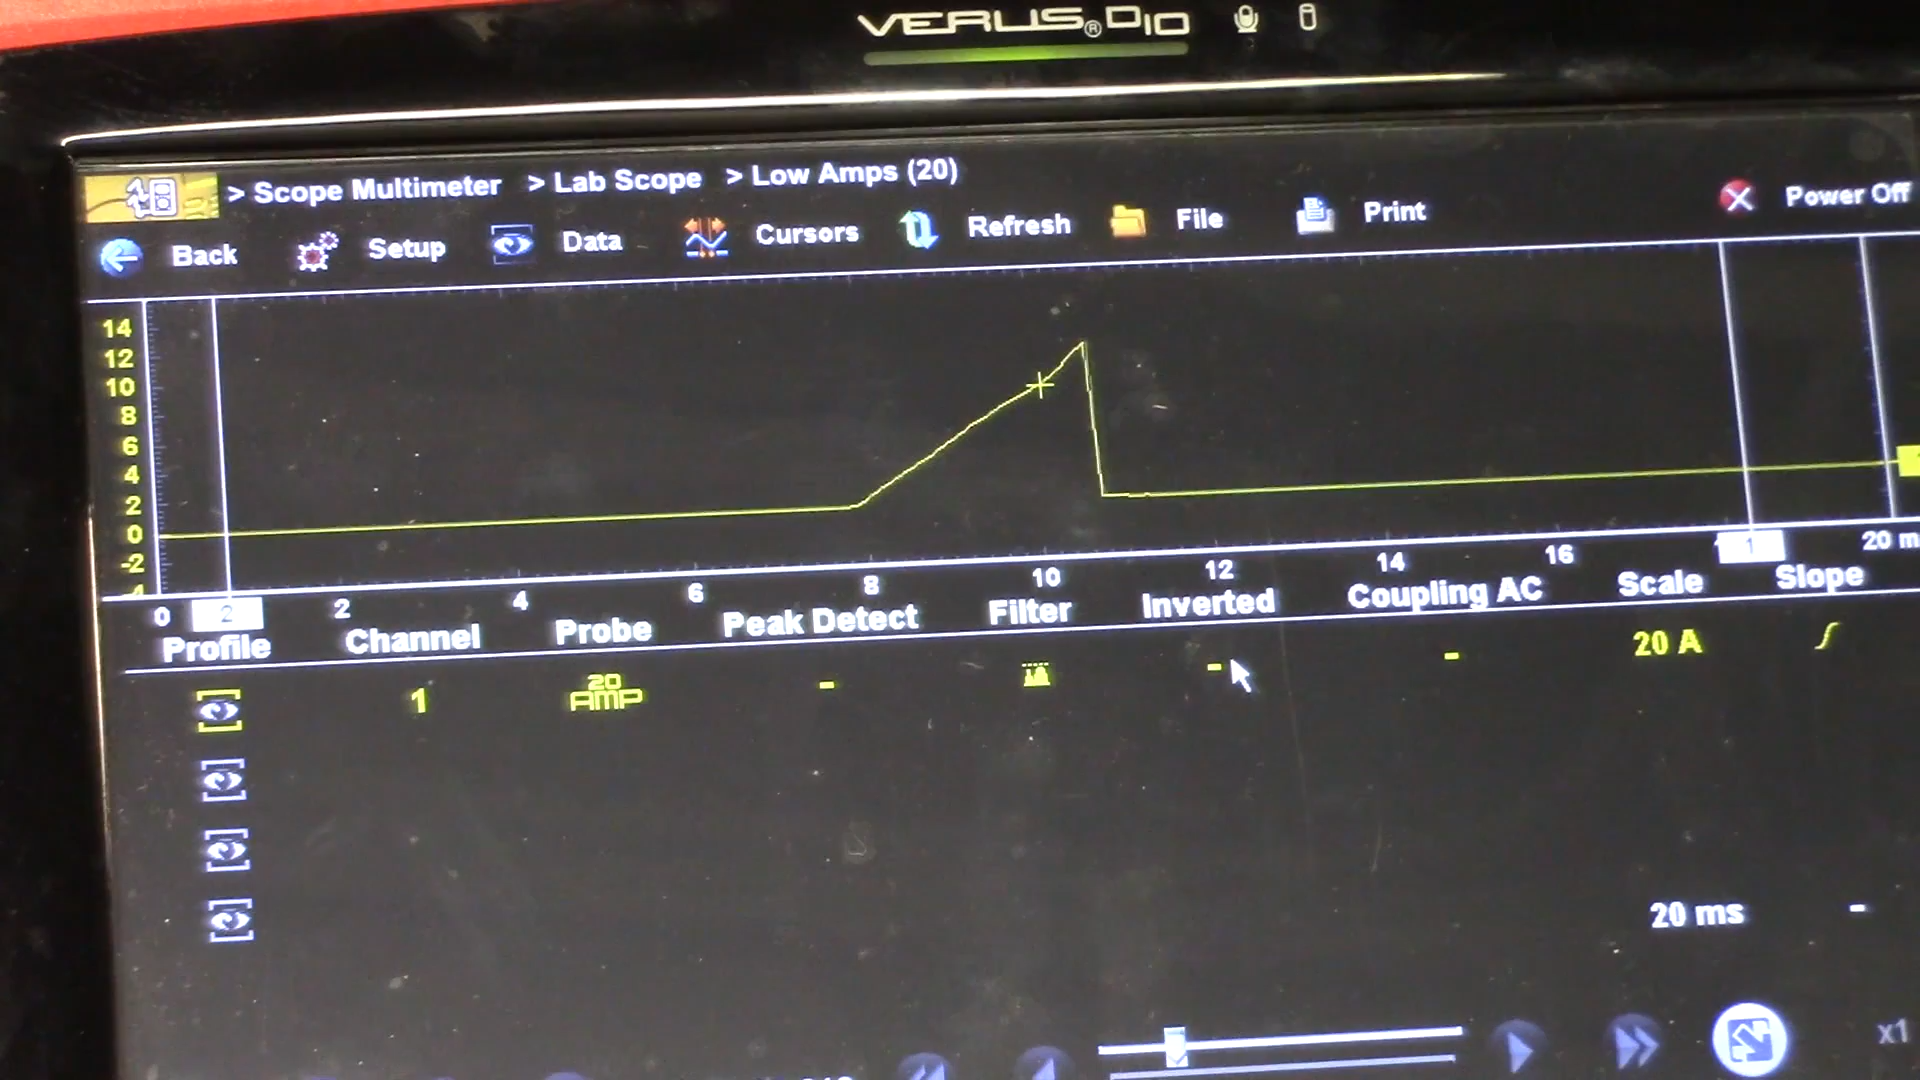 VERUS® D10
> Scope Multimeter > Lab Scope > Low Amps (20)
Back Setup Data Cursors Refresh File Print Power Off
14
12
10
8
6
4
2
0
-2
0 2 2 4 6 8 10 12 14 16 1 20 m
Profile Channel Probe Peak Detect Filter Inverted Coupling AC Scale Slope
1 20 AMP - - - 20 A
20 ms -
x1